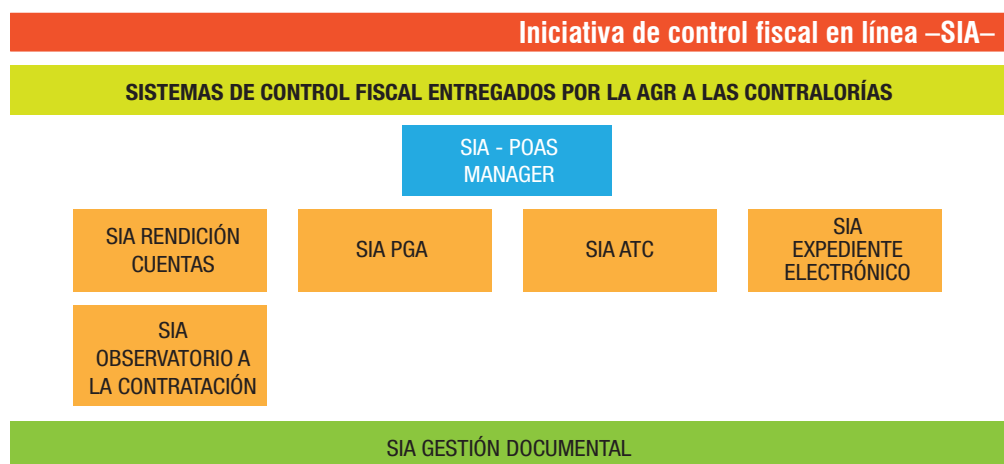 Iniciativa de control fiscal en línea –SIA–
SISTEMAS DE CONTROL FISCAL ENTREGADOS POR LA AGR A LAS CONTRALORÍAS
SIA - POAS
MANAGER
SIA RENDICIÓN
CUENTAS
SIA PGA
SIA ATC
SIA
EXPEDIENTE
ELECTRÓNICO
SIA
OBSERVATORIO A
LA CONTRATACIÓN
SIA GESTIÓN DOCUMENTAL